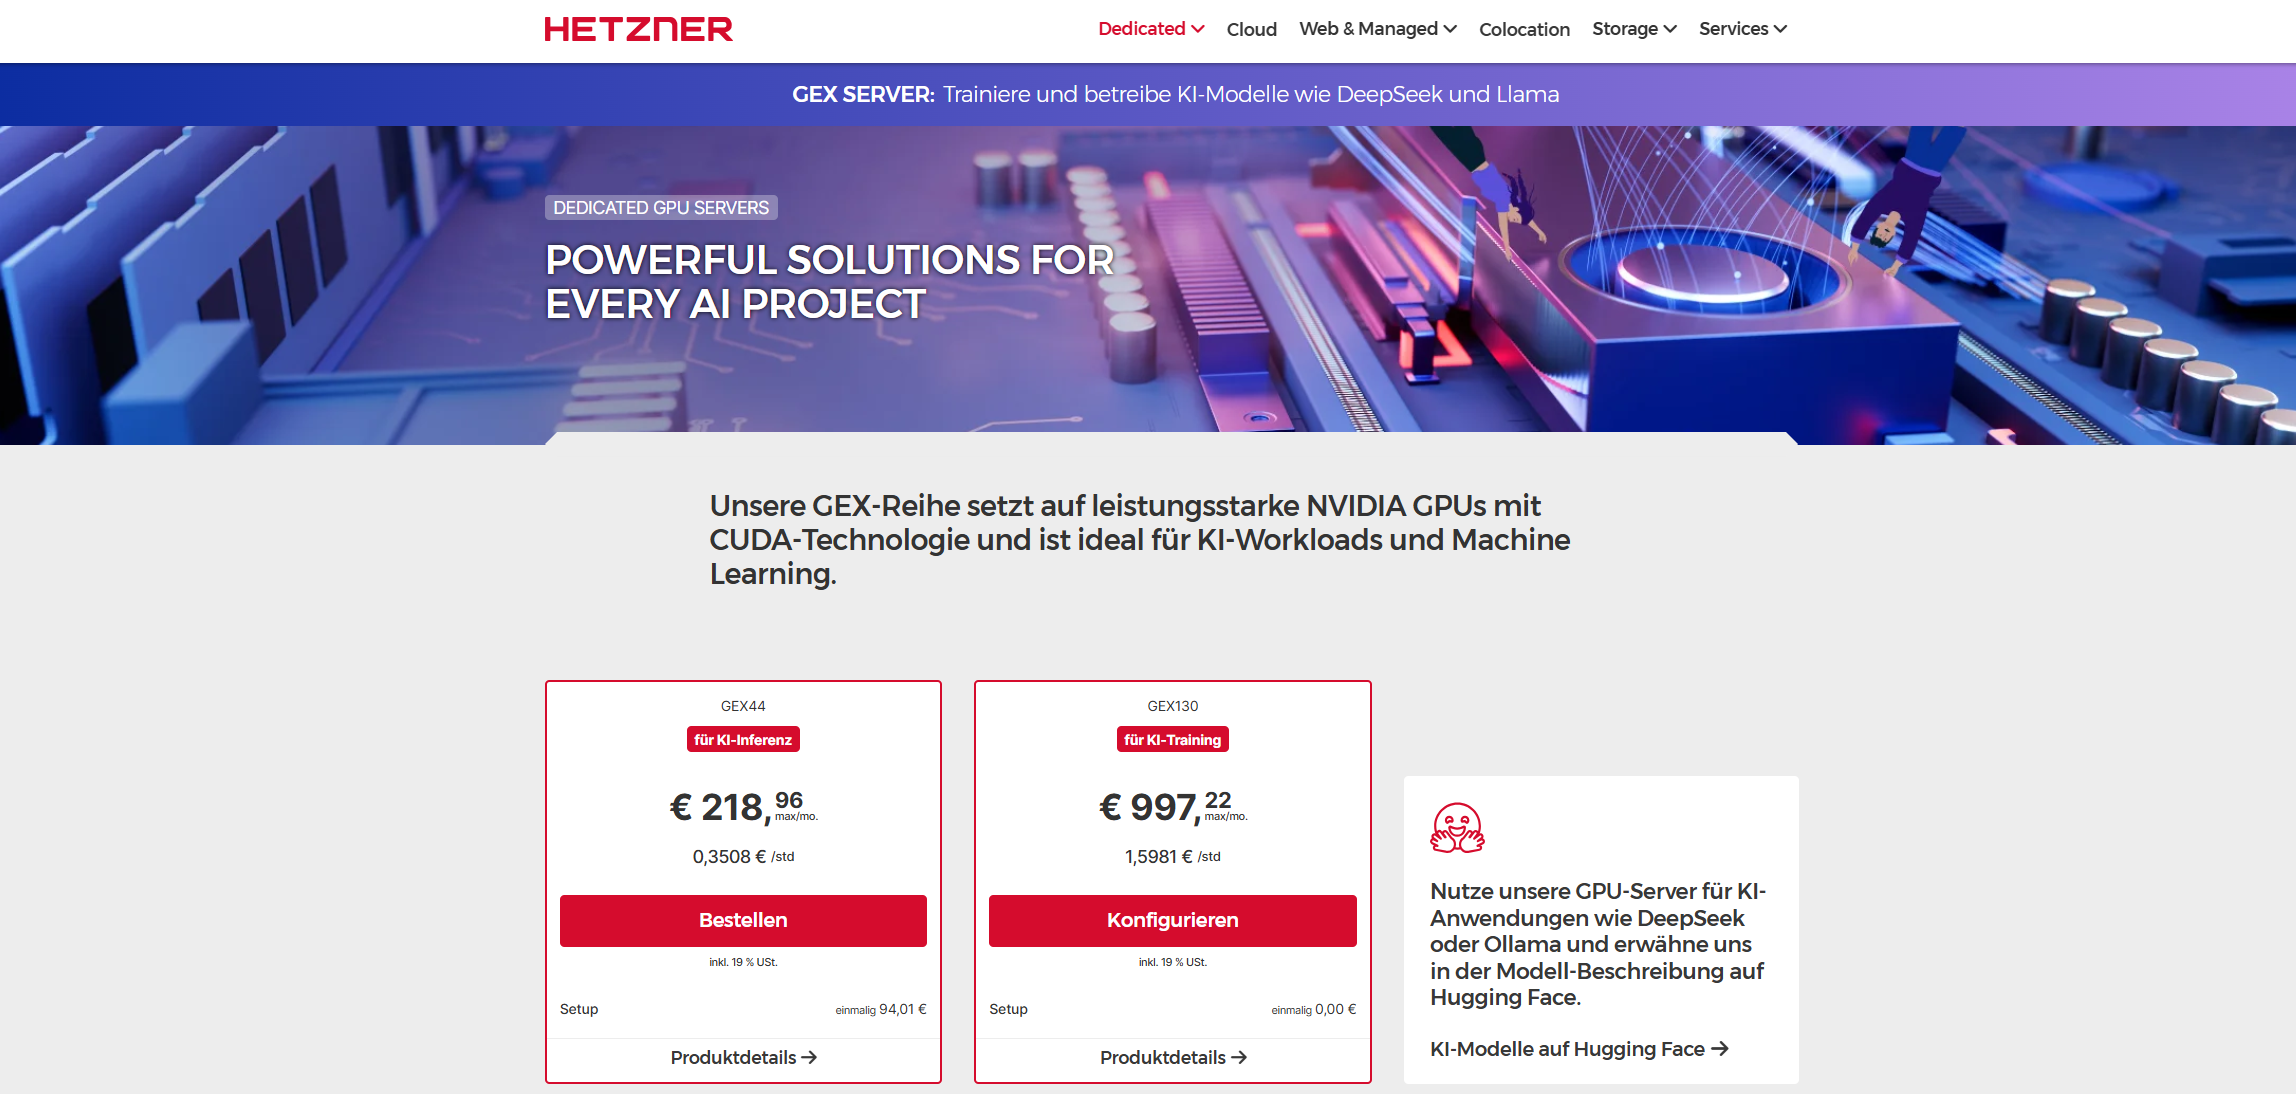 HETZNER
Dedicated Cloud Web & Managed Colocation Storage Services
GEX SERVER: Trainiere und betreibe KI-Modelle wie DeepSeek und Llama
DEDICATED GPU SERVERS
POWERFUL SOLUTIONS FOR
EVERY AI PROJECT
Unsere GEX-Reihe setzt auf leistungsstarke NVIDIA GPUs mit
CUDA-Technologie und ist ideal für KI-Workloads und Machine
Learning.
GEX44
für KI-Inferenz
€ 218,96 max/mo.
0,3508 € /std
Bestellen
inkl. 19 % USt.
Setup einmalig 94,01 €
Produktdetails →
GEX130
für KI-Training
€ 997,22 max/mo.
1,5981 € /std
Konfigurieren
inkl. 19 % USt.
Setup einmalig 0,00 €
Produktdetails →
Nutze unsere GPU-Server für KI-
Anwendungen wie DeepSeek
oder Ollama und erwähne uns
in der Modell-Beschreibung auf
Hugging Face.
KI-Modelle auf Hugging Face →